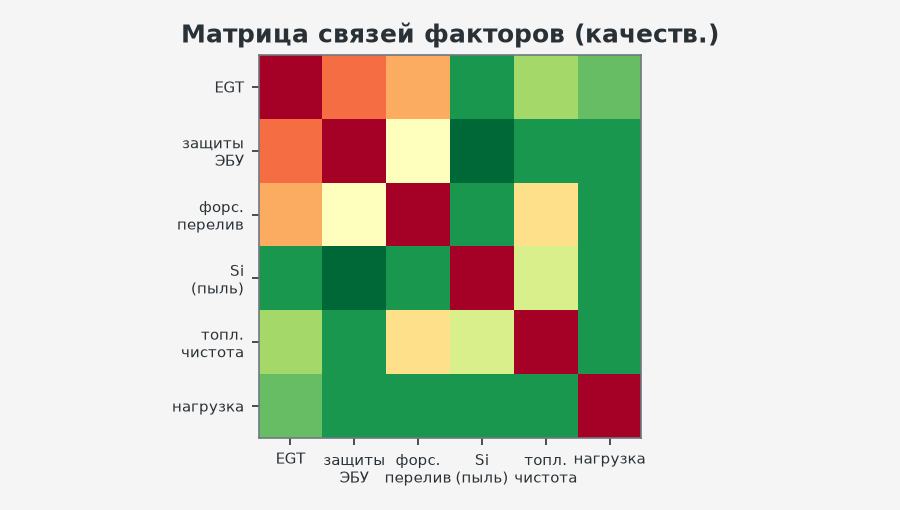 Матрица связей факторов (качеств.)
EGT
защиты
ЭБУ
форс.
перелив
Si
(пыль)
топл.
чистота
нагрузка
EGT
защиты
ЭБУ
форс.
перелив
Si
(пыль)
топл.
чистота
нагрузка